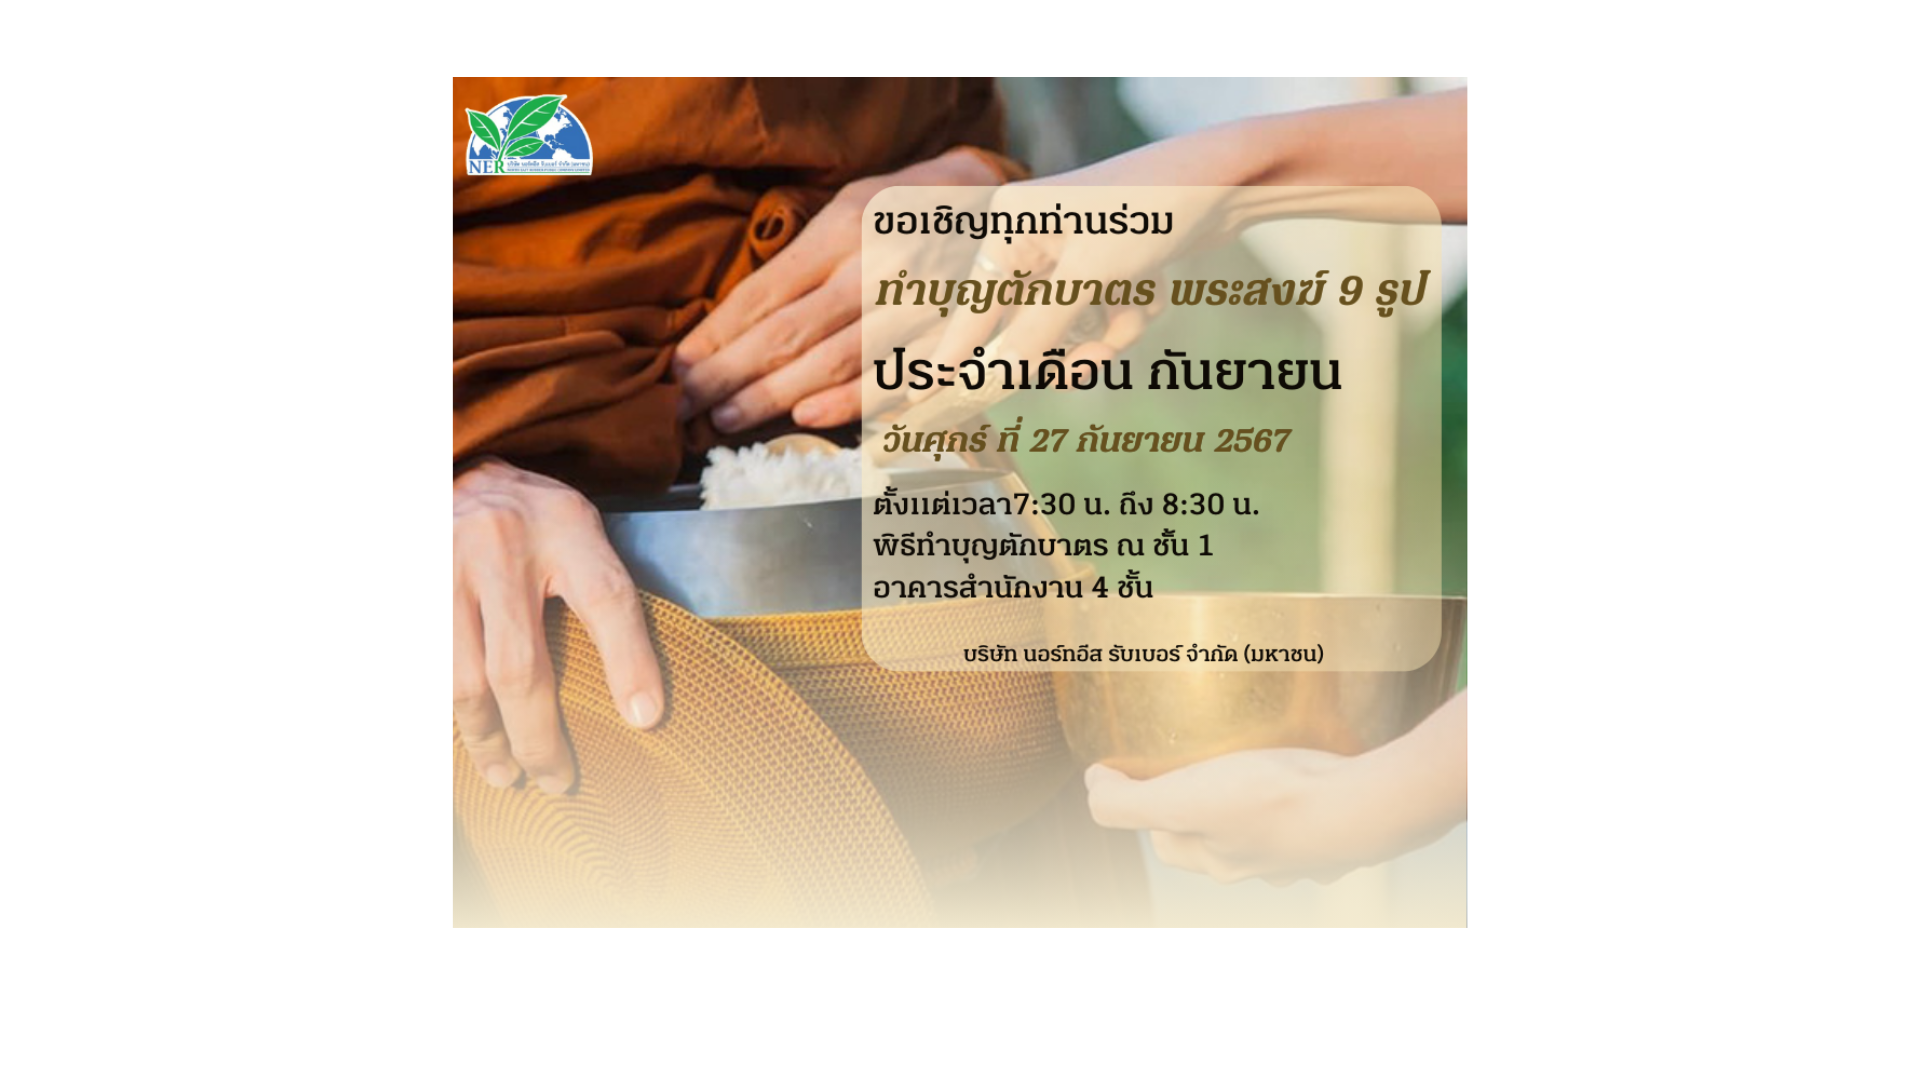 NER
ขอเชิญทุกท่านร่วม
ทำบุญตักบาตร พระสงฆ์ 9 รูป
ประจำเดือน กันยายน
วันศุกร์ ที่ 27 กันยายน 2567
ตั้งแต่เวลา7:30 น. ถึง 8:30 น.
พิธีทำบุญตักบาตร ณ ชั้น 1
อาคารสำนักงาน 4 ชั้น
บริษัท นอร์ทอีส รับเบอร์ จำกัด (มหาชน)